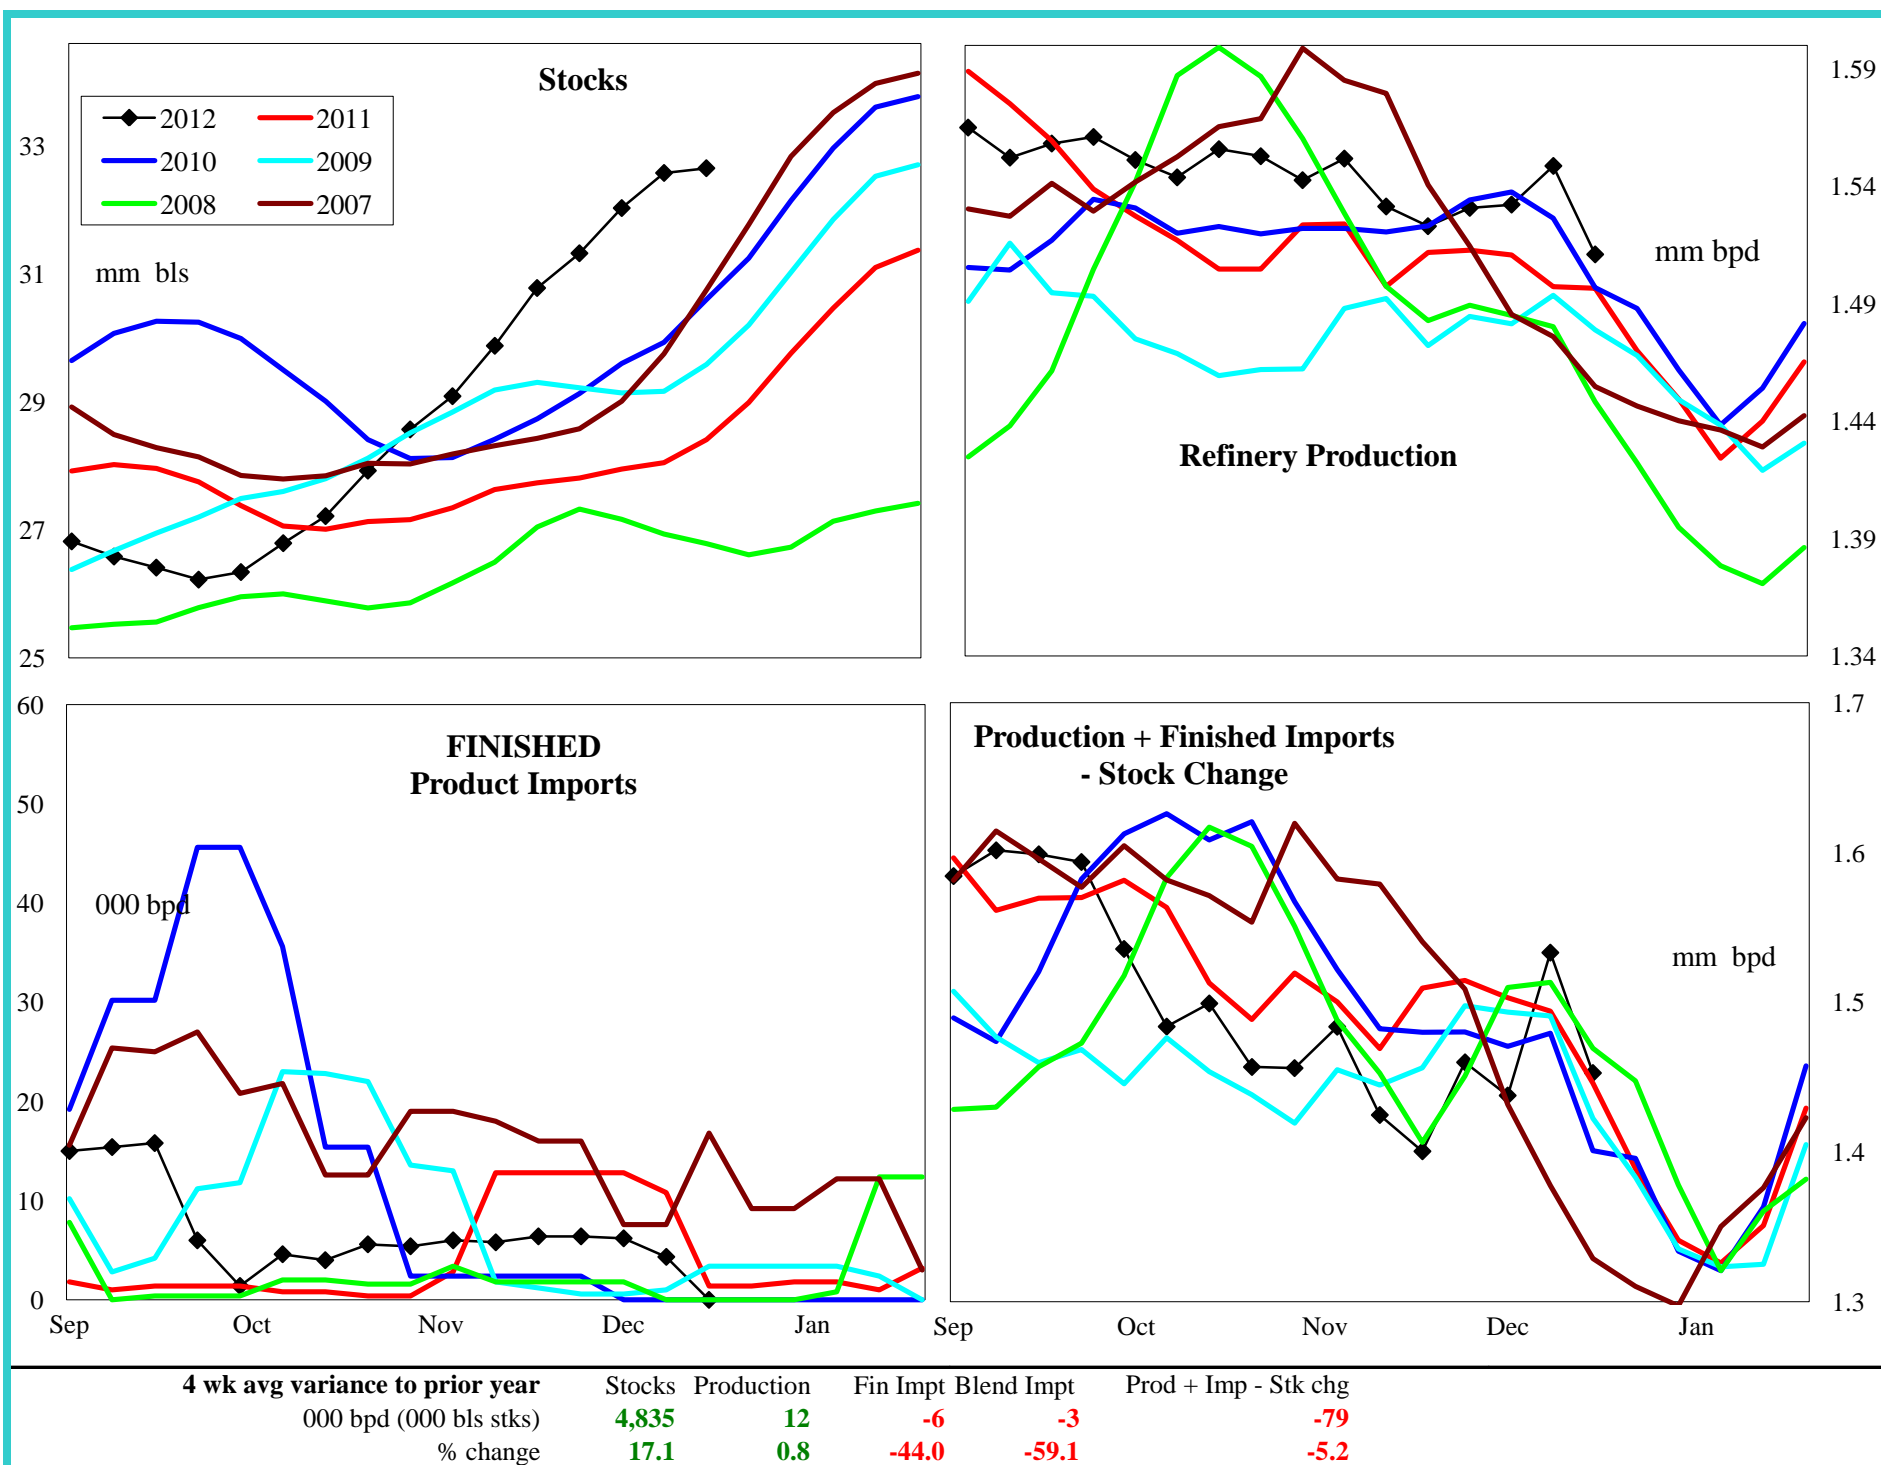 Stocks
2012 2011
2010 2009
2008 2007
mm bls
33
31
29
27
25
1.59
1.54
1.49
1.44
1.39
1.34
mm bpd
Refinery Production
FINISHED
Product Imports
000 bpd
60
50
40
30
20
10
0
Sep Oct Nov Dec Jan
Production + Finished Imports
- Stock Change
mm bpd
1.7
1.6
1.5
1.4
1.3
Sep Oct Nov Dec Jan
4 wk avg variance to prior year Stocks Production Fin Impt Blend Impt Prod + Imp - Stk chg
000 bpd (000 bls stks) 4,835 12 -6 -3 -79
% change 17.1 0.8 -44.0 -59.1 -5.2